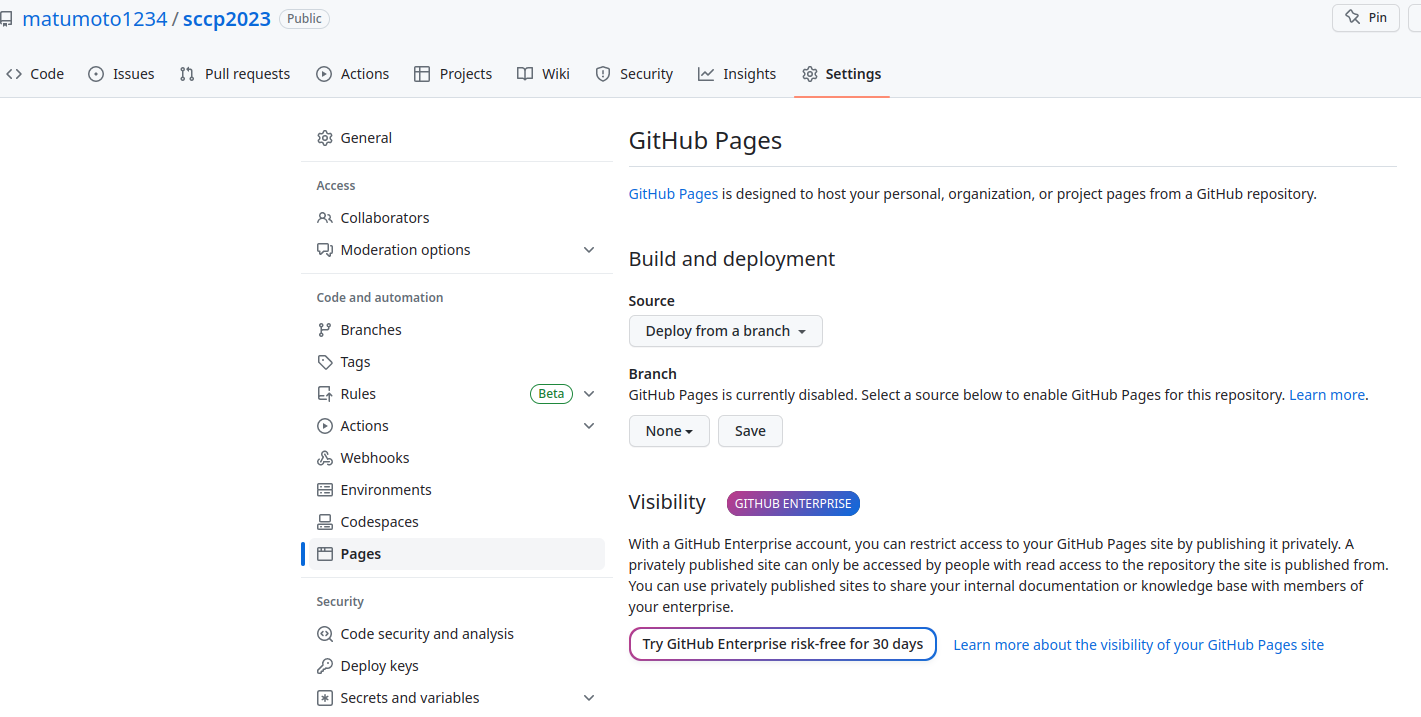 matumoto1234 / sccp2023 Public
Pin
Code Issues Pull requests Actions Projects Wiki Security Insights Settings
General
Access
Collaborators
Moderation options
Code and automation
Branches
Tags
Rules Beta
Actions
Webhooks
Environments
Codespaces
Pages
Security
Code security and analysis
Deploy keys
Secrets and variables
GitHub Pages
GitHub Pages is designed to host your personal, organization, or project pages from a GitHub repository.
Build and deployment
Source
Deploy from a branch
Branch
GitHub Pages is currently disabled. Select a source below to enable GitHub Pages for this repository. Learn more.
None Save
Visibility GITHUB ENTERPRISE
With a GitHub Enterprise account, you can restrict access to your GitHub Pages site by publishing it privately. A
privately published site can only be accessed by people with read access to the repository the site is published from.
You can use privately published sites to share your internal documentation or knowledge base with members of
your enterprise.
Try GitHub Enterprise risk-free for 30 days Learn more about the visibility of your GitHub Pages site